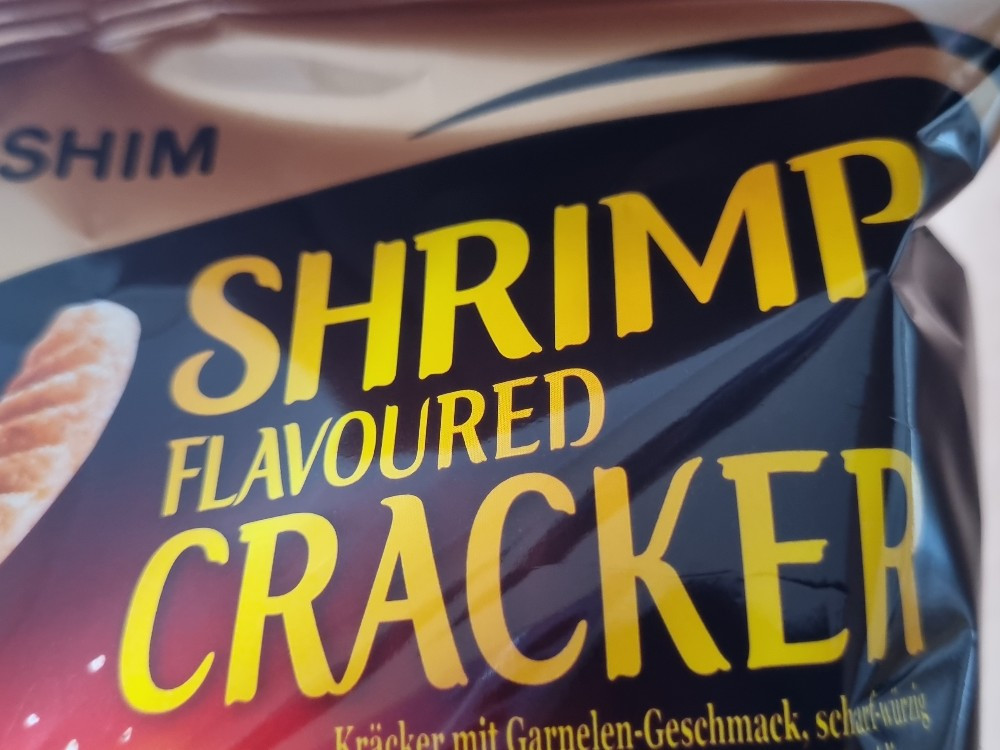 SHIM
SHRIMP
FLAVOURED
CRACKER
Kräcker mit Garnelen-Geschmack, scharf-würzig